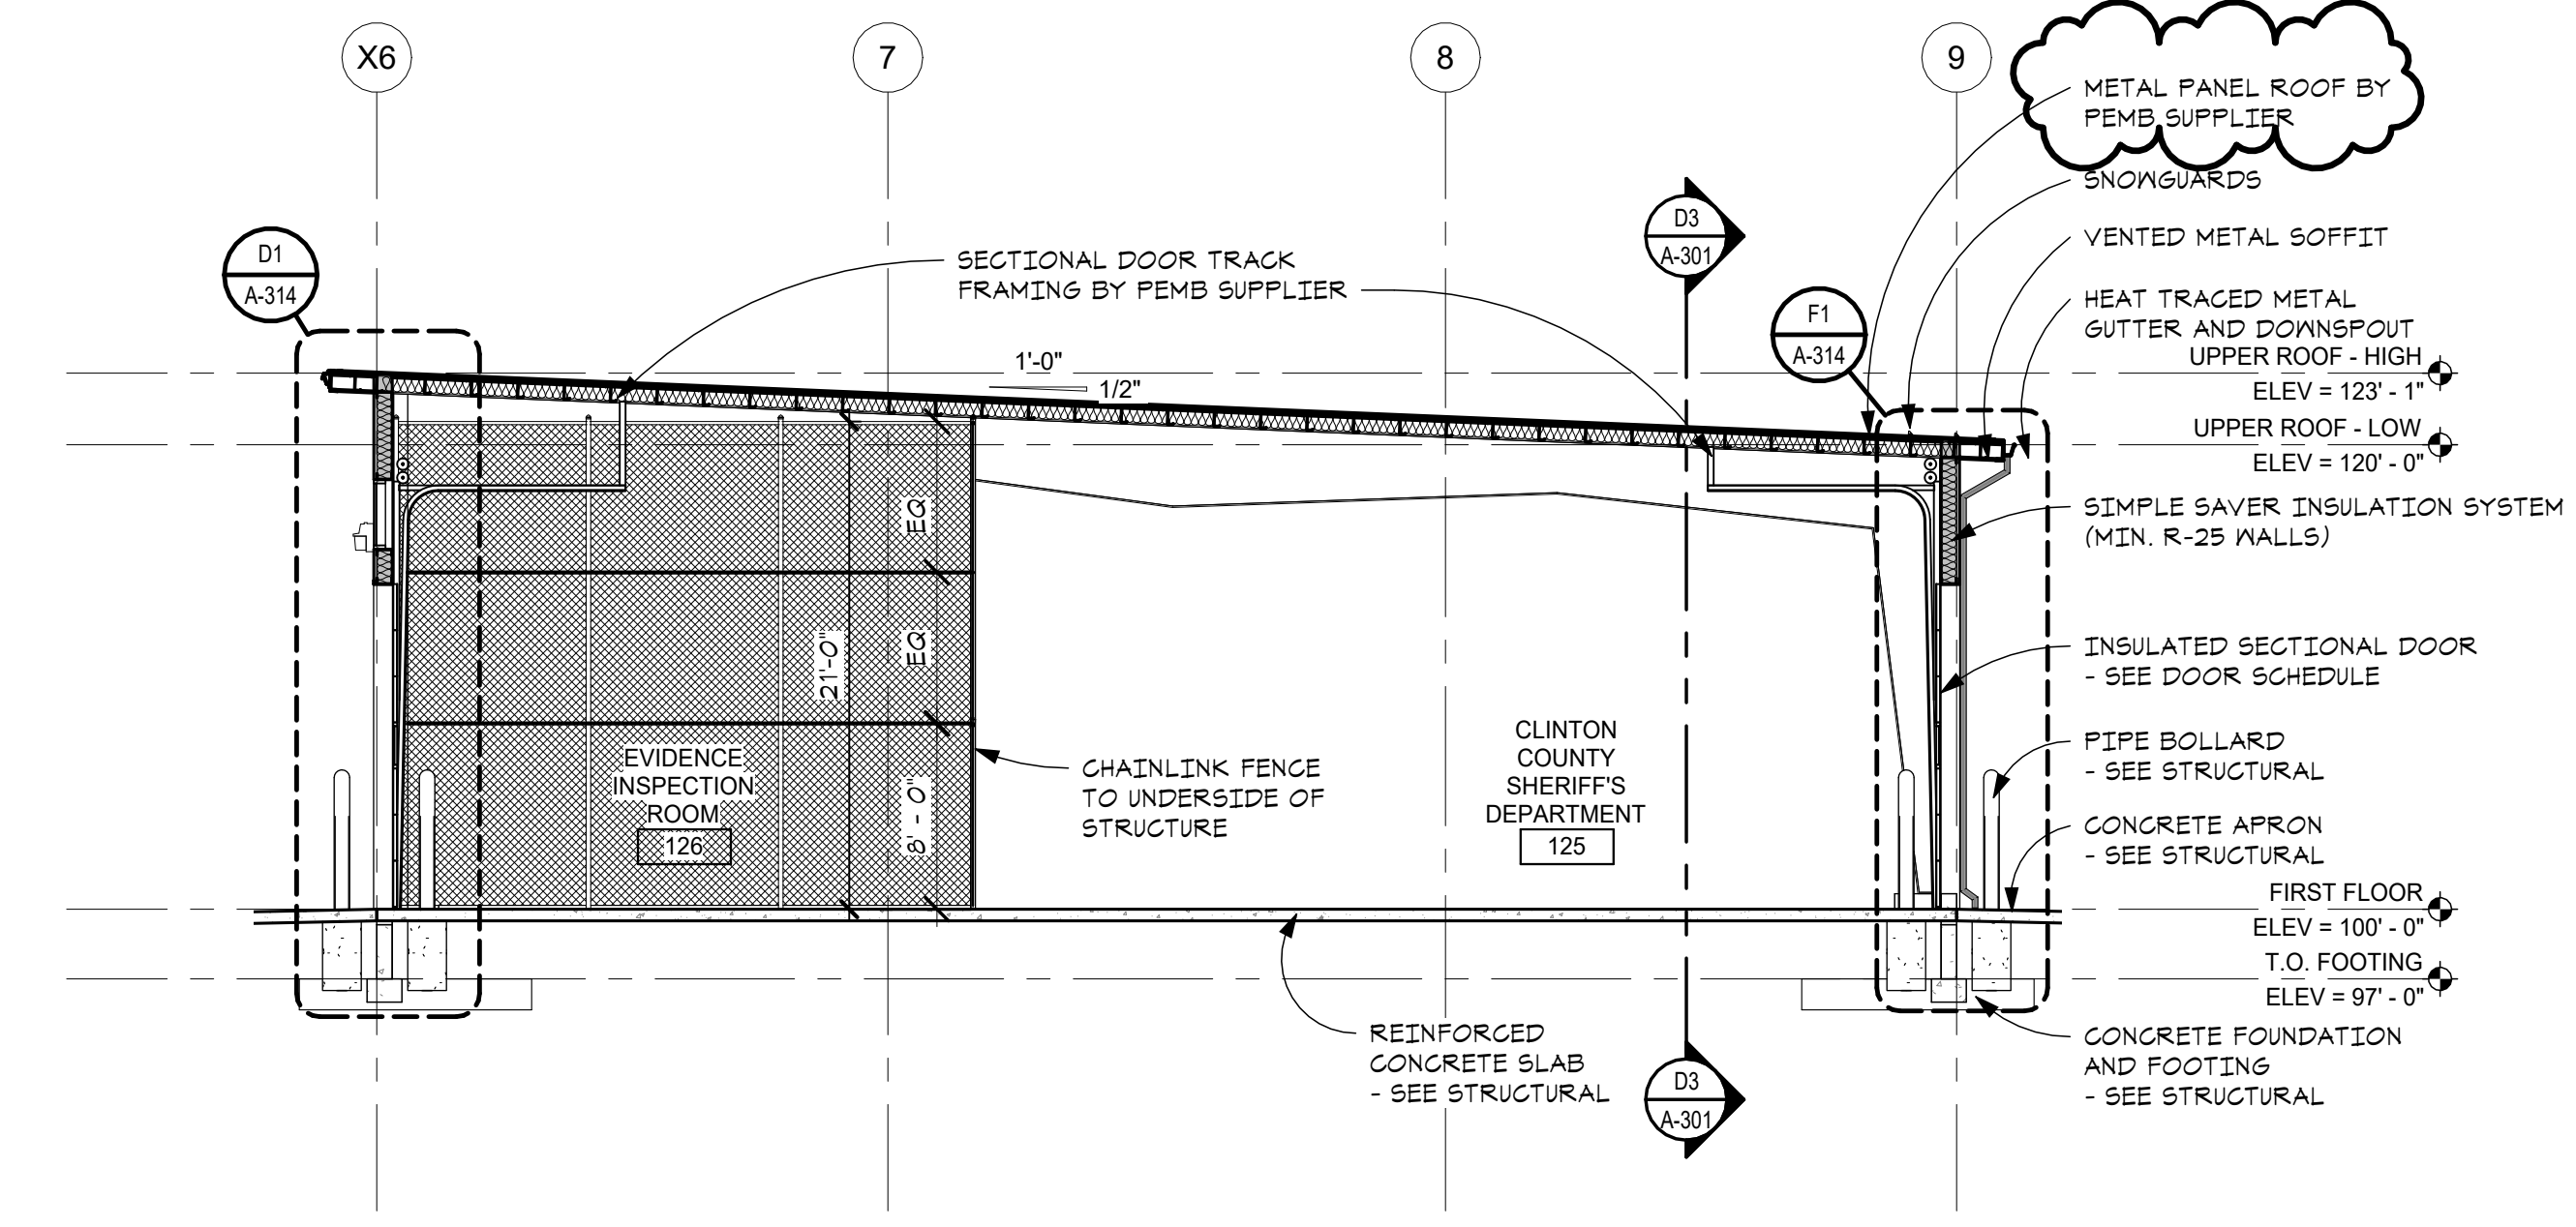 X6
7
8
9
METAL PANEL ROOF BY
PEMB SUPPLIER
SNOWGUARDS
VENTED METAL SOFFIT
HEAT TRACED METAL
GUTTER AND DOWNSPOUT
UPPER ROOF - HIGH
ELEV = 123' - 1"
UPPER ROOF - LOW
ELEV = 120' - 0"
SIMPLE SAVER INSULATION SYSTEM
(MIN. R-25 WALLS)
INSULATED SECTIONAL DOOR
- SEE DOOR SCHEDULE
PIPE BOLLARD
- SEE STRUCTURAL
CONCRETE APRON
- SEE STRUCTURAL
FIRST FLOOR
ELEV = 100' - 0"
T.O. FOOTING
ELEV = 97' - 0"
CONCRETE FOUNDATION
AND FOOTING
- SEE STRUCTURAL
D1
A-314
SECTIONAL DOOR TRACK
FRAMING BY PEMB SUPPLIER
D3
A-301
F1
A-314
1'-0"
1/2"
EQ
EQ
21'-0"
8' - 0"
EVIDENCE
INSPECTION
ROOM
126
CHAINLINK FENCE
TO UNDERSIDE OF
STRUCTURE
CLINTON
COUNTY
SHERIFF'S
DEPARTMENT
125
REINFORCED
CONCRETE SLAB
- SEE STRUCTURAL
D3
A-301